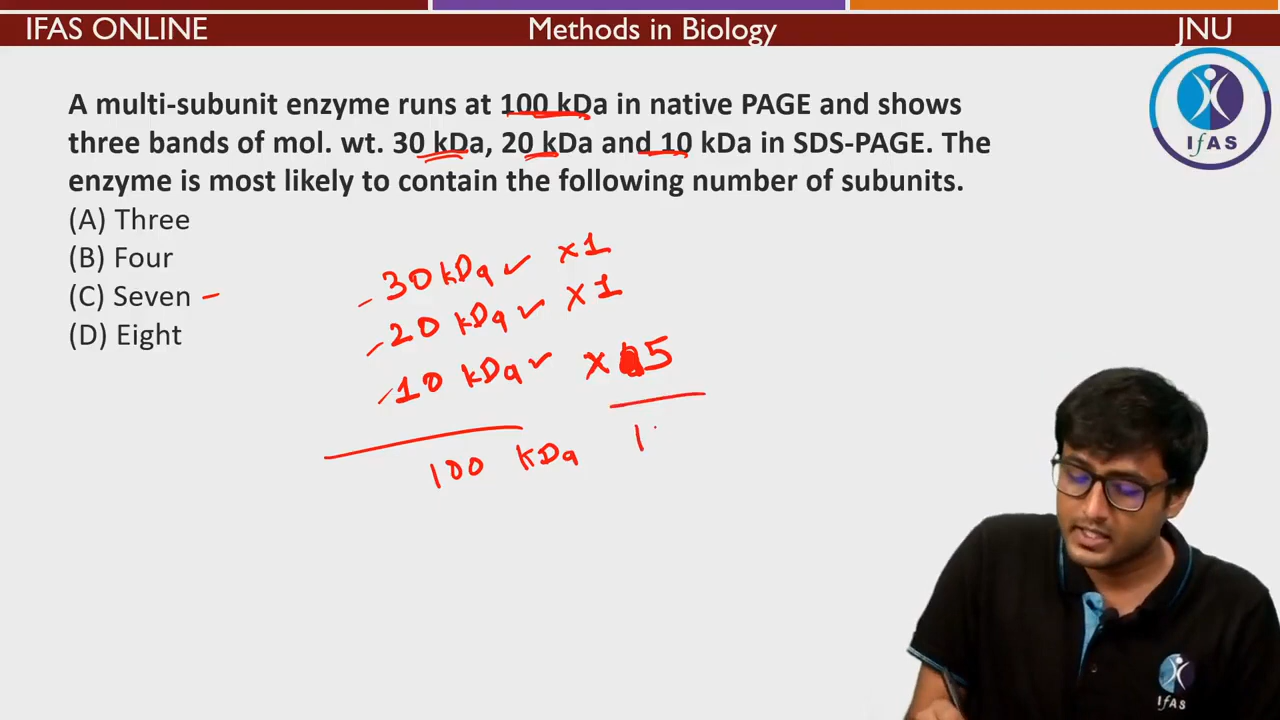 IFAS ONLINE
Methods in Biology
JNU
IfAS
A multi-subunit enzyme runs at 100 kDa in native PAGE and shows
three bands of mol. wt. 30 kDa, 20 kDa and 10 kDa in SDS-PAGE. The
enzyme is most likely to contain the following number of subunits.
(A) Three
(B) Four
(C) Seven –
(D) Eight
– 30 kDa ✓ ×1
– 20 kDa ✓ ×1
– 10 kDa ✓ × 5
100 kDa 1
IfAS